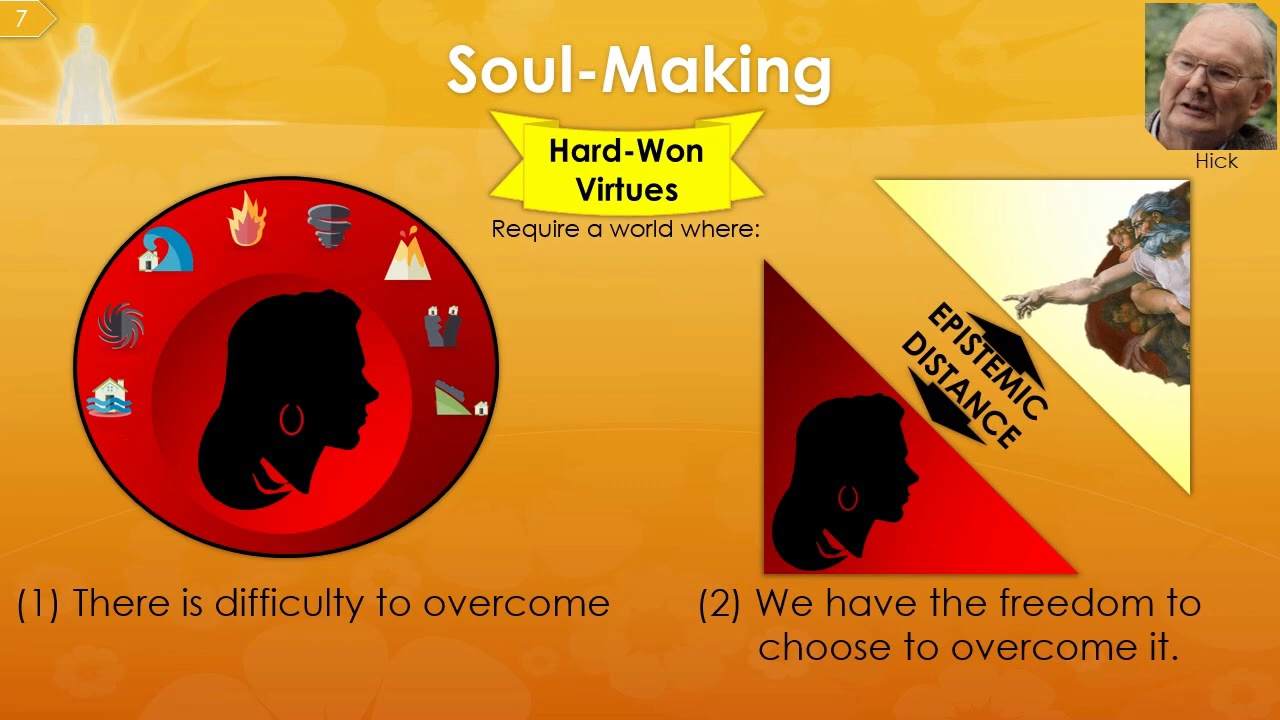 7
Soul-Making
Hick
Hard-Won
Virtues
Require a world where:
EPISTEMIC
DISTANCE
(1) There is difficulty to overcome
(2) We have the freedom to
choose to overcome it.